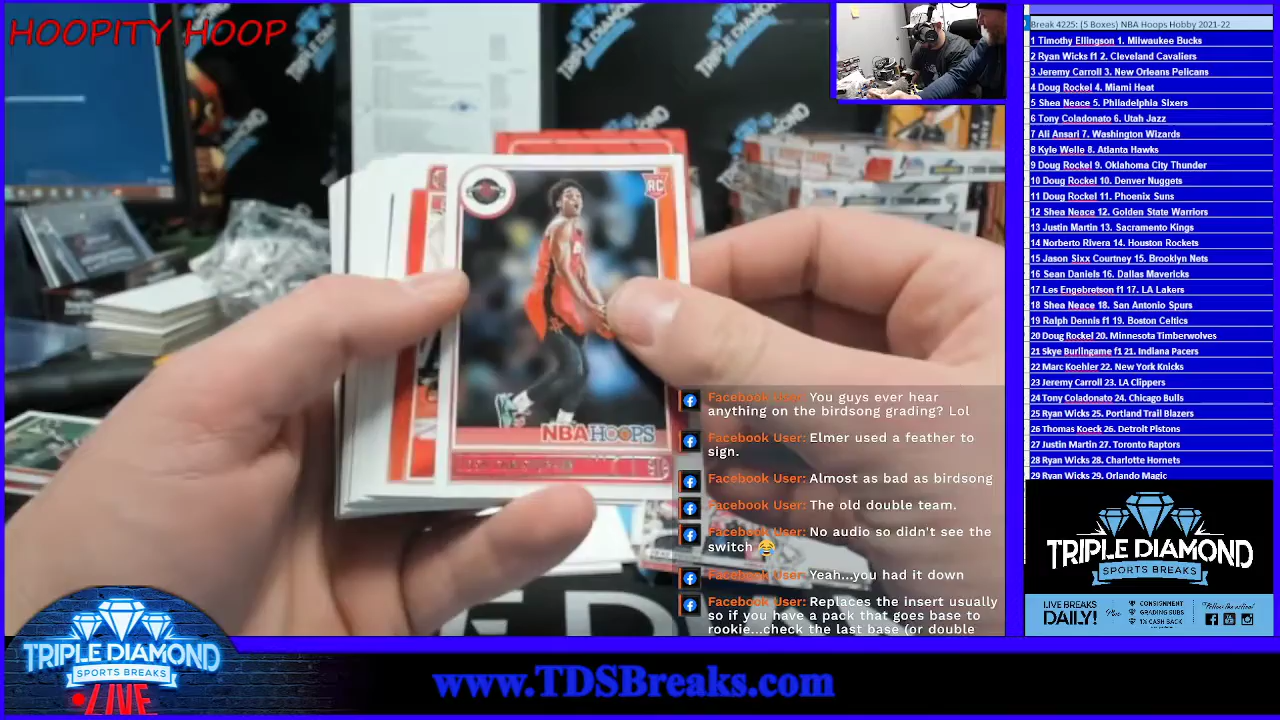 HOOPITY HOOP
RC
NBAHOOPS
Break 4225: (5 Boxes) NBA Hoops Hobby 2021-22
1 Timothy Ellingson 1. Milwaukee Bucks
2 Ryan Wicks f1 2. Cleveland Cavaliers
3 Jeremy Carroll 3. New Orleans Pelicans
4 Doug Rockel 4. Miami Heat
5 Shea Neace 5. Philadelphia Sixers
6 Tony Coladonato 6. Utah Jazz
7 Ali Ansari 7. Washington Wizards
8 Kyle Welle 8. Atlanta Hawks
9 Doug Rockel 9. Oklahoma City Thunder
10 Doug Rockel 10. Denver Nuggets
11 Doug Rockel 11. Phoenix Suns
12 Shea Neace 12. Golden State Warriors
13 Justin Martin 13. Sacramento Kings
14 Norberto Rivera 14. Houston Rockets
15 Jason Sixx Courtney 15. Brooklyn Nets
16 Sean Daniels 16. Dallas Mavericks
17 Les Engebretson f1 17. LA Lakers
18 Shea Neace 18. San Antonio Spurs
19 Ralph Dennis f1 19. Boston Celtics
20 Doug Rockel 20. Minnesota Timberwolves
21 Skye Burlingame f1 21. Indiana Pacers
22 Marc Koehler 22. New York Knicks
23 Jeremy Carroll 23. LA Clippers
24 Tony Coladonato 24. Chicago Bulls
25 Ryan Wicks 25. Portland Trail Blazers
26 Thomas Koeck 26. Detroit Pistons
27 Justin Martin 27. Toronto Raptors
28 Ryan Wicks 28. Charlotte Hornets
29 Ryan Wicks 29. Orlando Magic
Facebook User: You guys ever hear
anything on the birdsong grading? Lol
Facebook User: Elmer used a feather to
sign.
Facebook User: Almost as bad as birdsong
Facebook User: The old double team.
Facebook User: No audio so didn't see the
switch 😂
Facebook User: Yeah...you had it down
Facebook User: Replaces the insert usually
so if you have a pack that goes base to
rookie...check the last base (or double
TRIPLE DIAMOND
SPORTS BREAKS
LIVE BREAKS
DAILY!
Plus
CONSIGNMENT
GRADING SUBS
1% CASH BACK
Follow the action!
TRIPLE DIAMOND
SPORTS BREAKS
LIVE
www.TDSBreaks.com